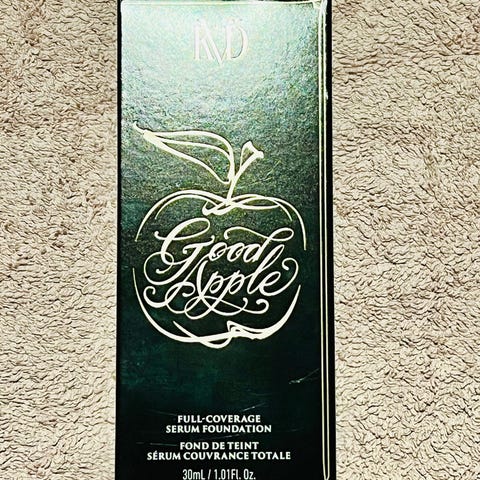 KVD
Good
Apple
FULL-COVERAGE
SERUM FOUNDATION
FOND DE TEINT
SÉRUM COUVRANCE TOTALE
30mL / 1.01Fl. Oz.